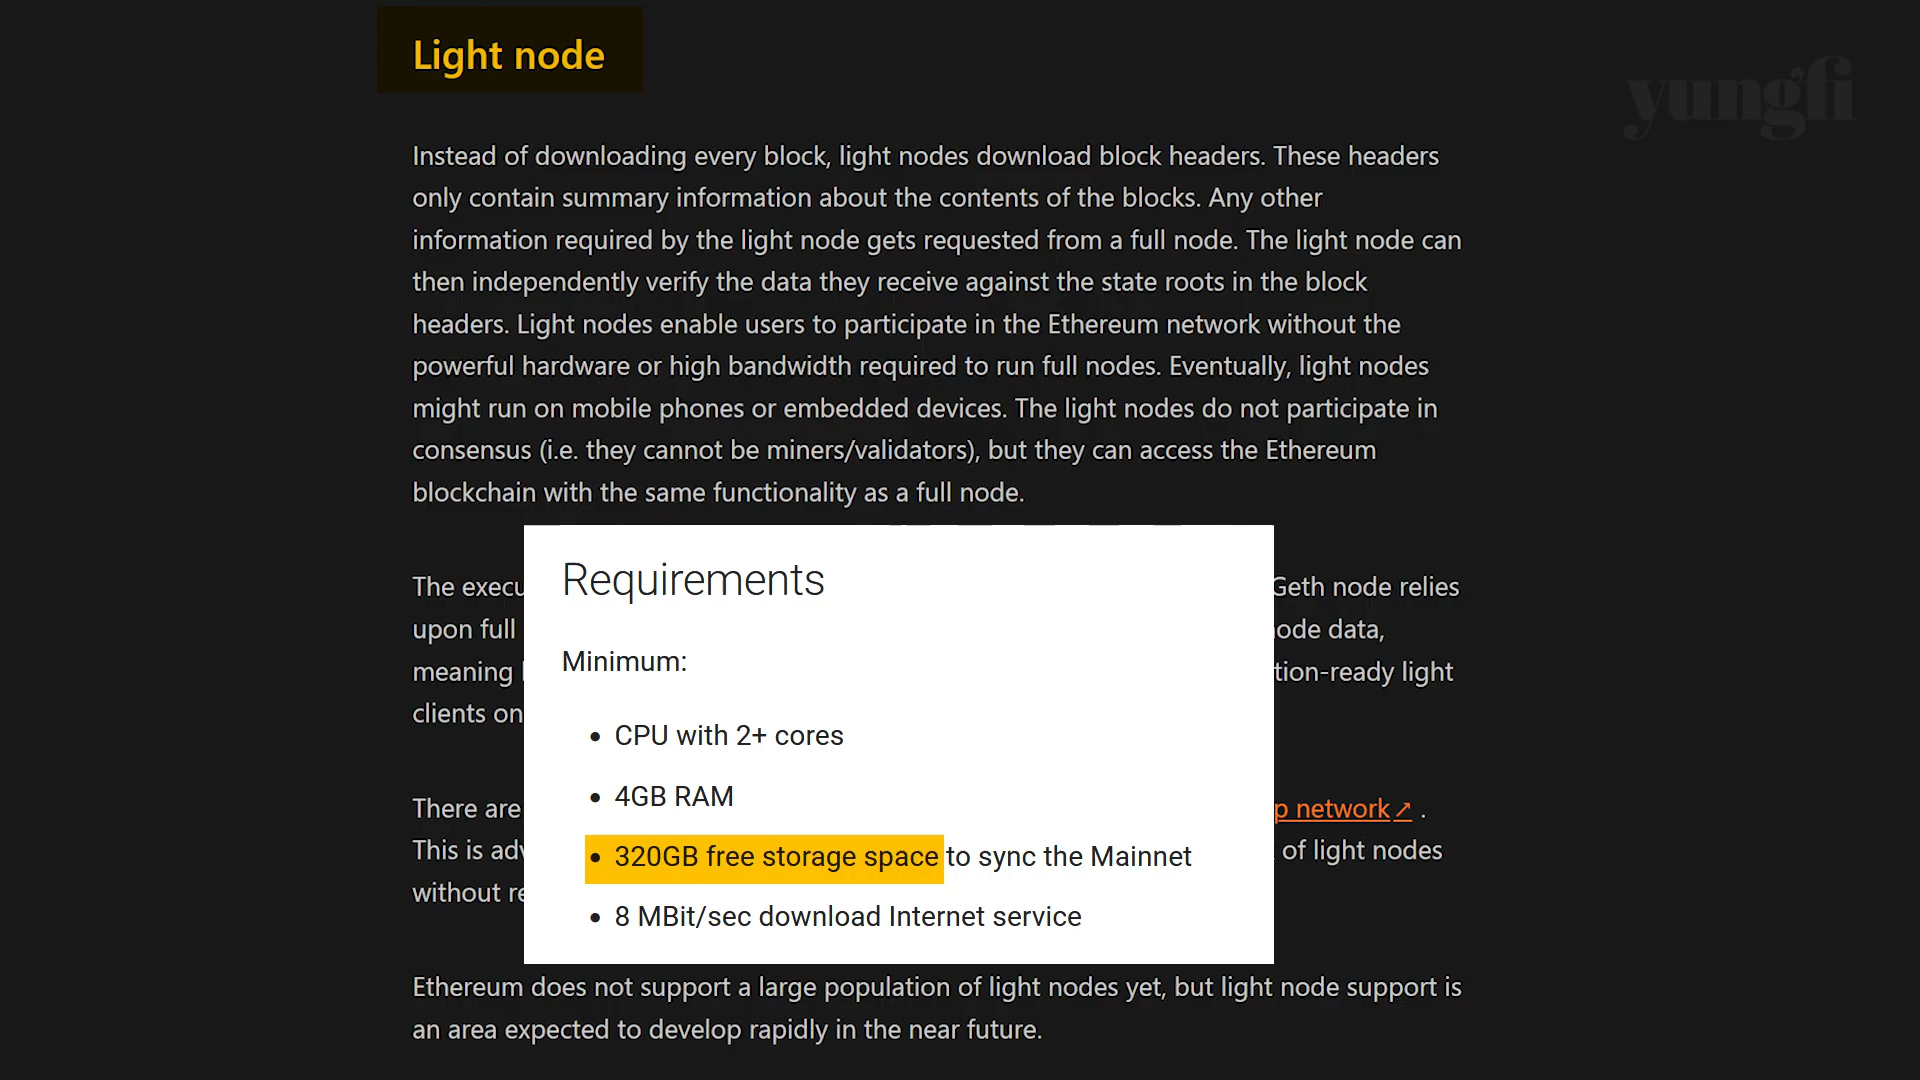 Light node
yungfi
Instead of downloading every block, light nodes download block headers. These headers
only contain summary information about the contents of the blocks. Any other
information required by the light node gets requested from a full node. The light node can
then independently verify the data they receive against the state roots in the block
headers. Light nodes enable users to participate in the Ethereum network without the
powerful hardware or high bandwidth required to run full nodes. Eventually, light nodes
might run on mobile phones or embedded devices. The light nodes do not participate in
consensus (i.e. they cannot be miners/validators), but they can access the Ethereum
blockchain with the same functionality as a full node.
The Geth node relies
upon full data,
meaning light
clients on
There are network↗ .
This is of light nodes
without
Requirements
Minimum:
• CPU with 2+ cores
• 4GB RAM
• 320GB free storage space to sync the Mainnet
• 8 MBit/sec download Internet service
Ethereum does not support a large population of light nodes yet, but light node support is
an area expected to develop rapidly in the near future.